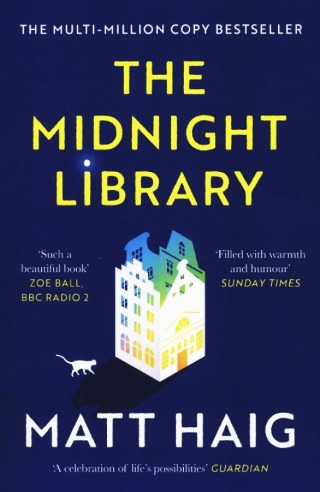 THE MULTI-MILLION COPY BESTSELLER
THE
MIDNIGHT
LiBRARY
‘Such a
beautiful book’
ZOE BALL,
BBC RADIO 2
‘Filled with warmth
and humour’
SUNDAY TIMES
MATT HAIG
‘A celebration of life’s possibilities’ GUARDIAN